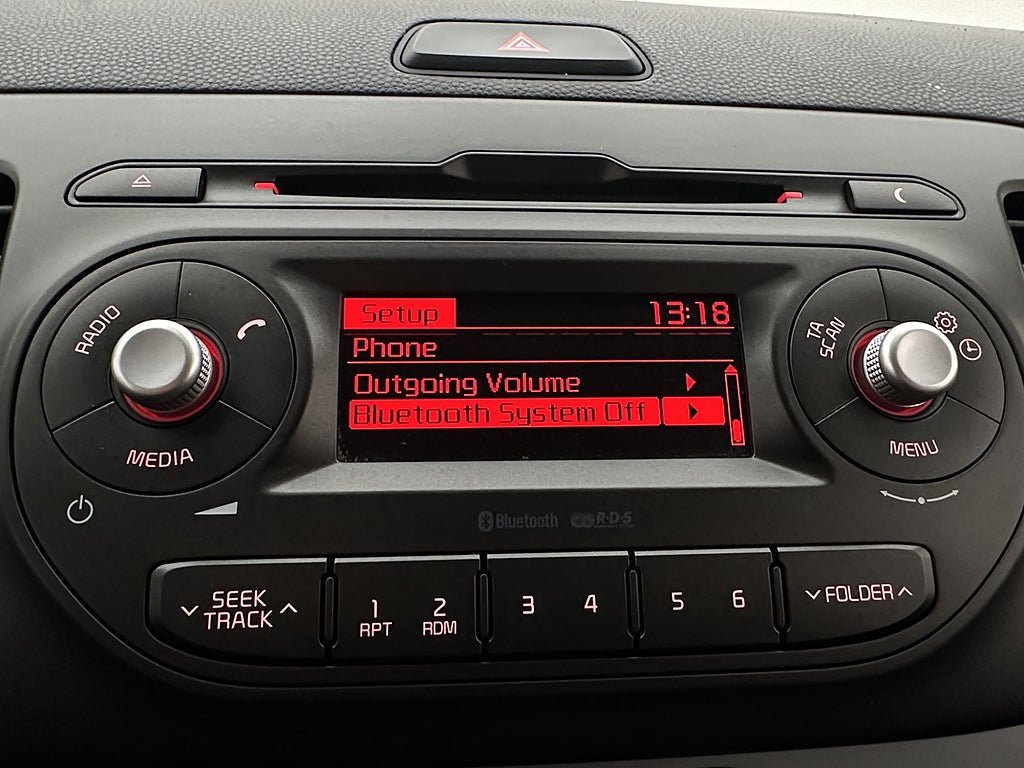 Setup 13:18
Phone
Outgoing Volume
Bluetooth System Off
RADIO
MEDIA
TA
SCAN
MENU
Bluetooth R·D·S
SEEK
TRACK
1
RPT
2
RDM
3
4
5
6
FOLDER